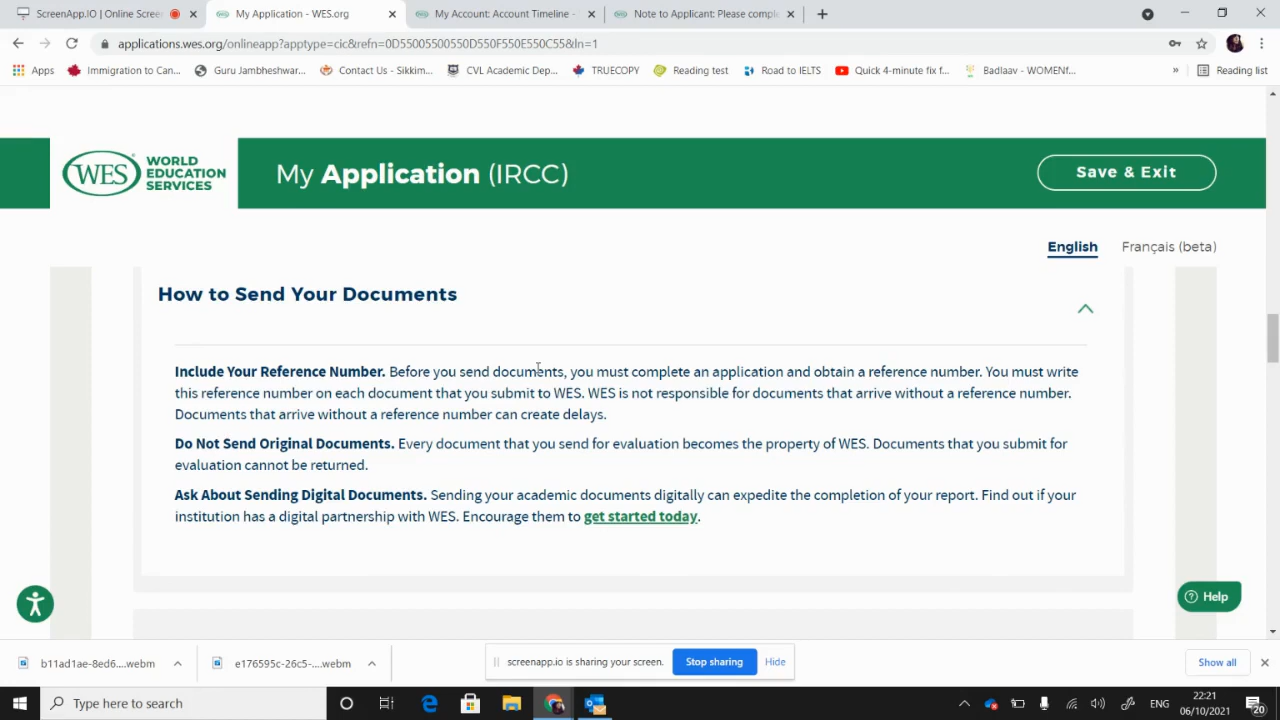 ScreenApp.IO | Online Scree
My Application - WES.org
My Account: Account Timeline -
Note to Applicant: Please compl
applications.wes.org/onlineapp?apptype=cic&refn=0D55005500550D550F550E550C55&ln=1
Apps
Immigration to Can...
Guru Jambheshwar...
Contact Us - Sikkim...
CVL Academic Dep...
TRUECOPY
Reading test
Road to IELTS
Quick 4-minute fix f...
Badlaav - WOMENf...
»
Reading list
WES
WORLD
EDUCATION
SERVICES
My Application (IRCC)
Save & Exit
English
Français (beta)
How to Send Your Documents
Include Your Reference Number. Before you send documents, you must complete an application and obtain a reference number. You must write
this reference number on each document that you submit to WES. WES is not responsible for documents that arrive without a reference number.
Documents that arrive without a reference number can create delays.
Do Not Send Original Documents. Every document that you send for evaluation becomes the property of WES. Documents that you submit for
evaluation cannot be returned.
Ask About Sending Digital Documents. Sending your academic documents digitally can expedite the completion of your report. Find out if your
institution has a digital partnership with WES. Encourage them to get started today.
Help
b11ad1ae-8ed6....webm
e176595c-26c5-....webm
screenapp.io is sharing your screen.
Stop sharing
Hide
Show all
Type here to search
ENG
22:21
06/10/2021
20